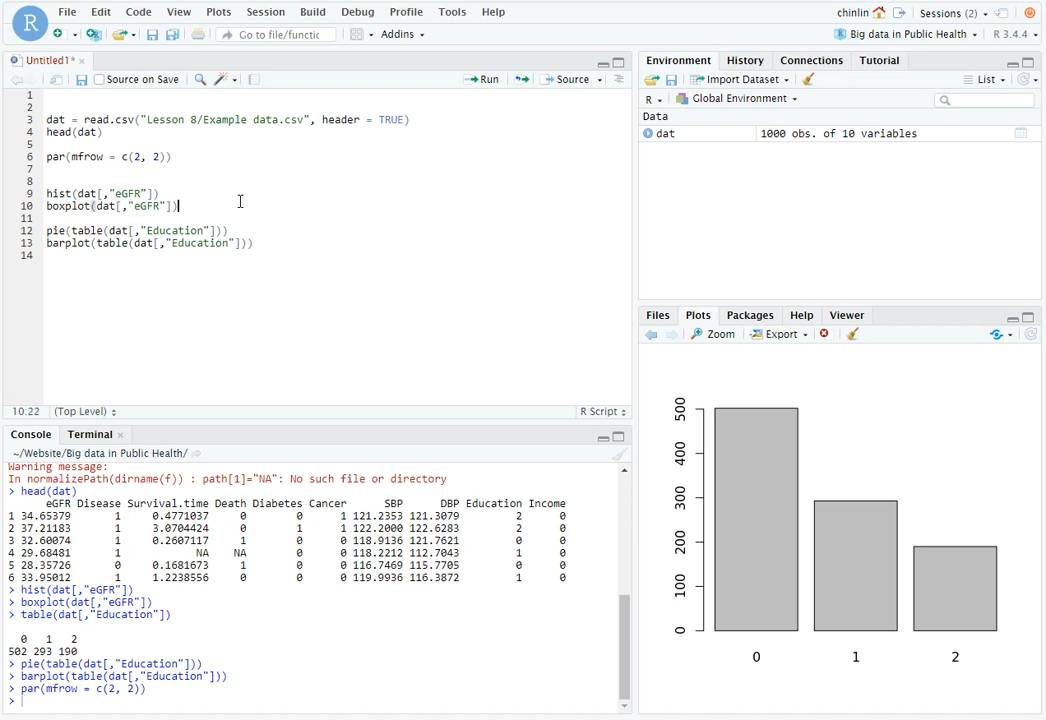 File Edit Code View Plots Session Build Debug Profile Tools Help
chinlin Sessions (2)
R
Go to file/functic Addins
Big data in Public Health R 3.4.4
Untitled1*
Source on Save Run Source
1
2
3 dat = read.csv("Lesson 8/Example data.csv", header = TRUE)
4 head(dat)
5
6 par(mfrow = c(2, 2))
7
8
9 hist(dat[,"eGFR"])
10 boxplot(dat[,"eGFR"])
11
12 pie(table(dat[,"Education"]))
13 barplot(table(dat[,"Education"]))
14
10:22 (Top Level) R Script
Console Terminal
~/Website/Big data in Public Health/
Warning message:
In normalizePath(dirname(f)) : path[1]="NA": No such file or directory
> head(dat)
eGFR Disease Survival.time Death Diabetes Cancer SBP DBP Education Income
1 34.65379 1 0.4771037 0 0 1 121.2353 121.3079 2 0
2 37.21183 1 3.0704424 0 1 1 122.2000 122.6283 2 0
3 32.60074 1 0.2607117 1 0 0 118.9136 121.7621 0 0
4 29.68481 1 NA NA 0 0 118.2212 112.7043 1 0
5 28.35726 0 0.1681673 1 0 0 116.7469 115.7705 0 0
6 33.95012 1 1.2238556 0 0 0 119.9936 116.3872 1 0
> hist(dat[,"eGFR"])
> boxplot(dat[,"eGFR"])
> table(dat[,"Education"])
0 1 2
502 293 190
> pie(table(dat[,"Education"]))
> barplot(table(dat[,"Education"]))
> par(mfrow = c(2, 2))
>
Environment History Connections Tutorial
Import Dataset List
R Global Environment
Data
dat 1000 obs. of 10 variables
Files Plots Packages Help Viewer
Zoom Export
500
400
300
200
100
0
0 1 2